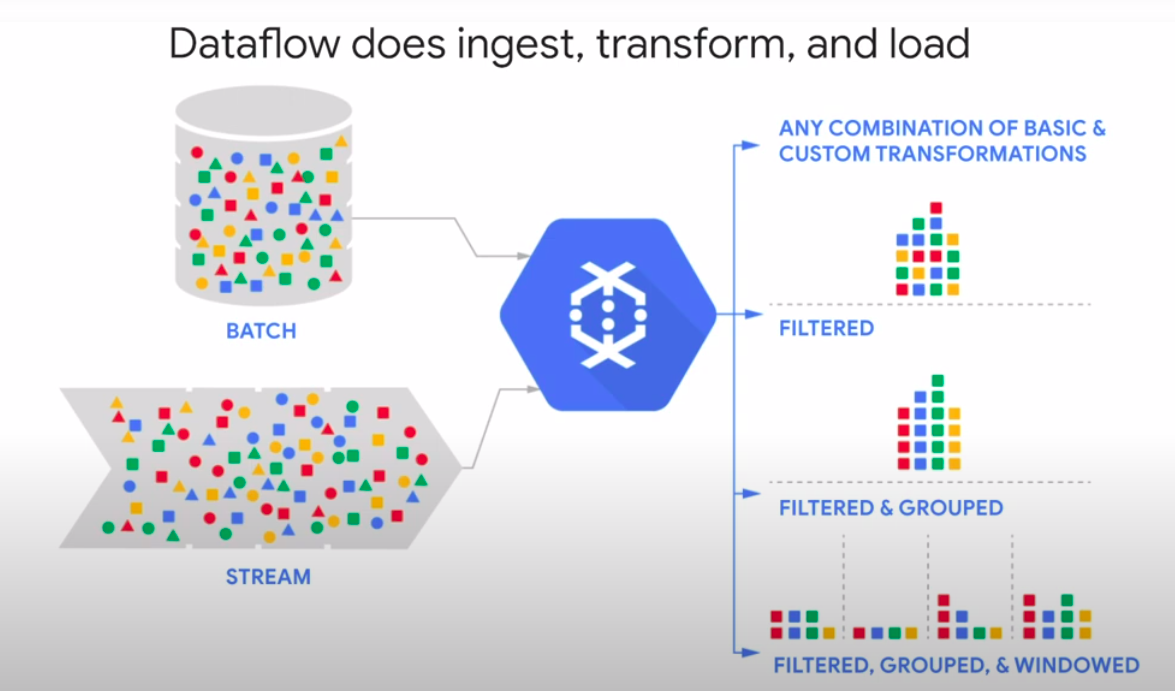 Dataflow does ingest, transform, and load
BATCH
STREAM
ANY COMBINATION OF BASIC &
CUSTOM TRANSFORMATIONS
FILTERED
FILTERED & GROUPED
FILTERED, GROUPED, & WINDOWED